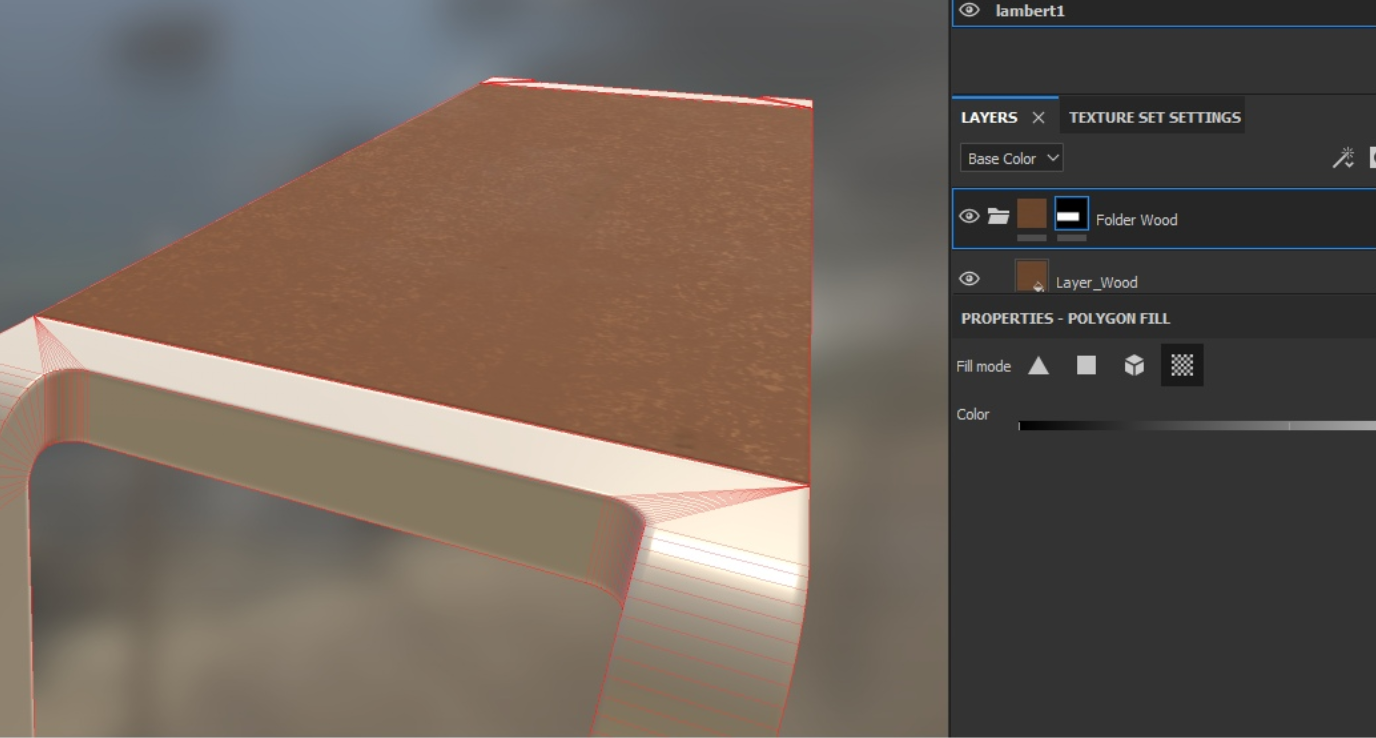 lambert1
LAYERS TEXTURE SET SETTINGS
Base Color
Folder Wood
Layer_Wood
PROPERTIES - POLYGON FILL
Fill mode
Color